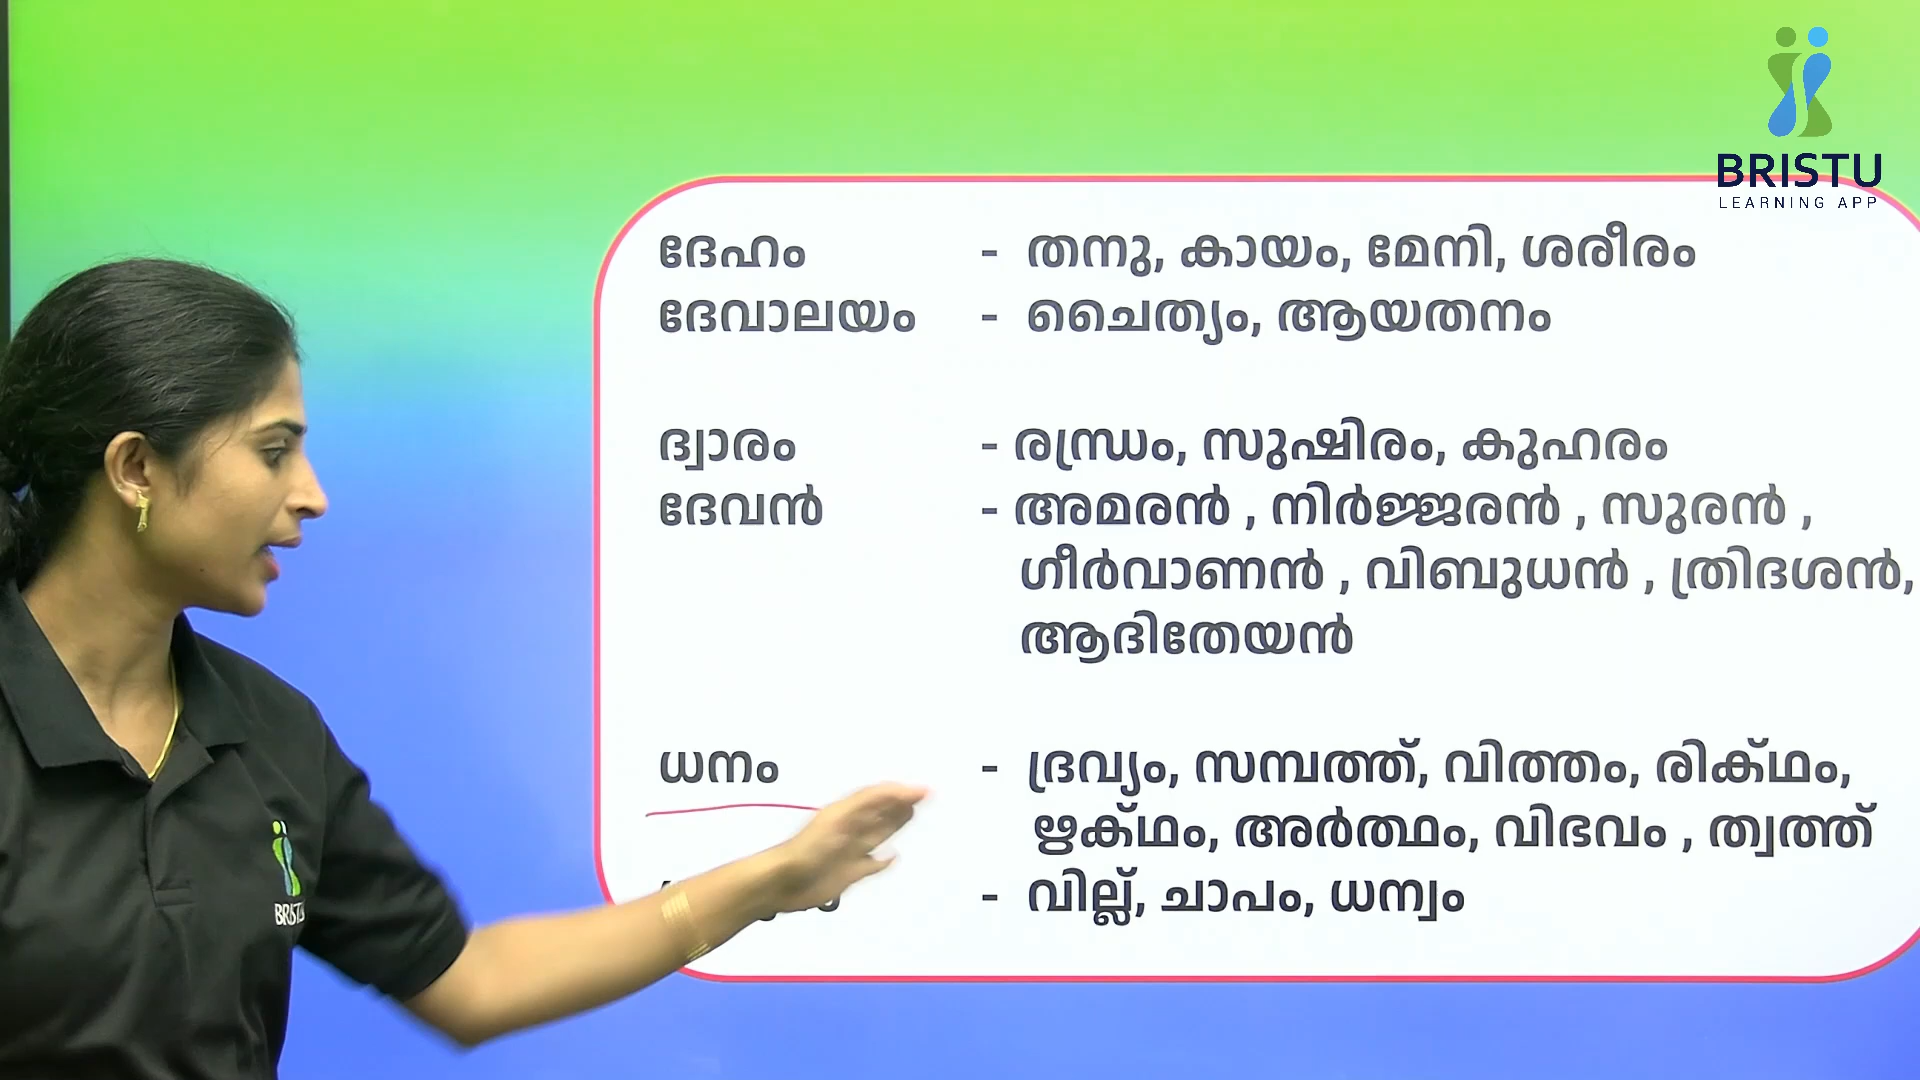 BRISTU
LEARNING APP
ദേഹം - തനു, കായം, മേനി, ശരീരം
ദേവാലയം - ചൈത്യം, ആയതനം
ദ്വാരം - രന്ധ്രം, സുഷിരം, കുഹരം
ദേവൻ - അമരൻ , നിർജ്ജരൻ , സുരൻ ,
ഗീർവാണൻ , വിബുധൻ , ത്രിദശൻ,
ആദിതേയൻ
ധനം - ദ്രവ്യം, സമ്പത്ത്, വിത്തം, രിക്ഥം,
ഋക്ഥം, അർത്ഥം, വിഭവം , ത്വത്ത്
- വില്ല്, ചാപം, ധന്വം